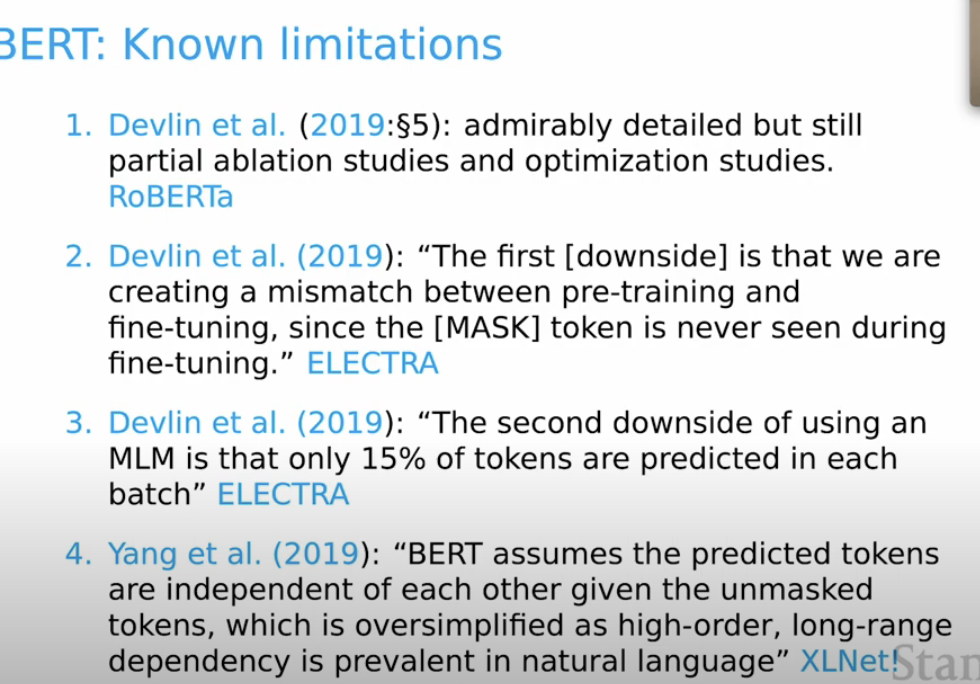 BERT: Known limitations
1. Devlin et al. (2019:§5): admirably detailed but still
partial ablation studies and optimization studies.
RoBERTa
2. Devlin et al. (2019): “The first [downside] is that we are
creating a mismatch between pre-training and
fine-tuning, since the [MASK] token is never seen during
fine-tuning.” ELECTRA
3. Devlin et al. (2019): “The second downside of using an
MLM is that only 15% of tokens are predicted in each
batch” ELECTRA
4. Yang et al. (2019): “BERT assumes the predicted tokens
are independent of each other given the unmasked
tokens, which is oversimplified as high-order, long-range
dependency is prevalent in natural language” XLNet!
Stan